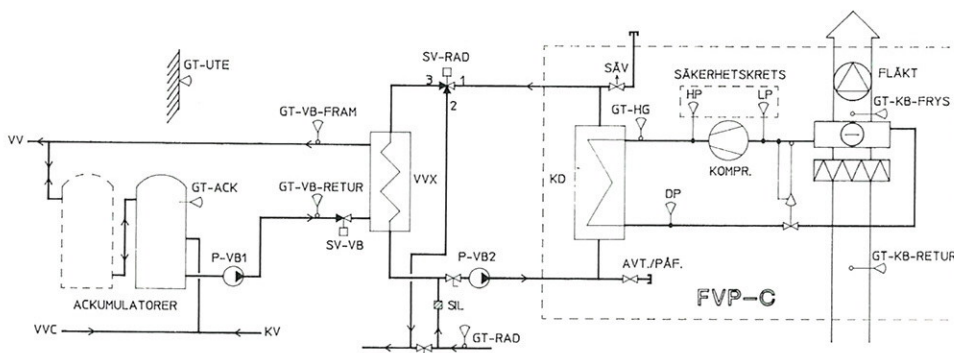 GT-UTE
SV-RAD
3
1
2
SÄV
SÄKERHETSKRETS
HP
LP
FLÄKT
GT-KB-FRYS
GT-VB-FRAM
GT-HG
VV
VVX
KD
KOMPR.
GT-ACK
GT-VB-RETUR
DP
SV-VB
P-VB1
P-VB2
AVT./PÅF.
GT-KB-RETUR
ACKUMULATORER
SIL
FVP-C
VVC
KV
GT-RAD